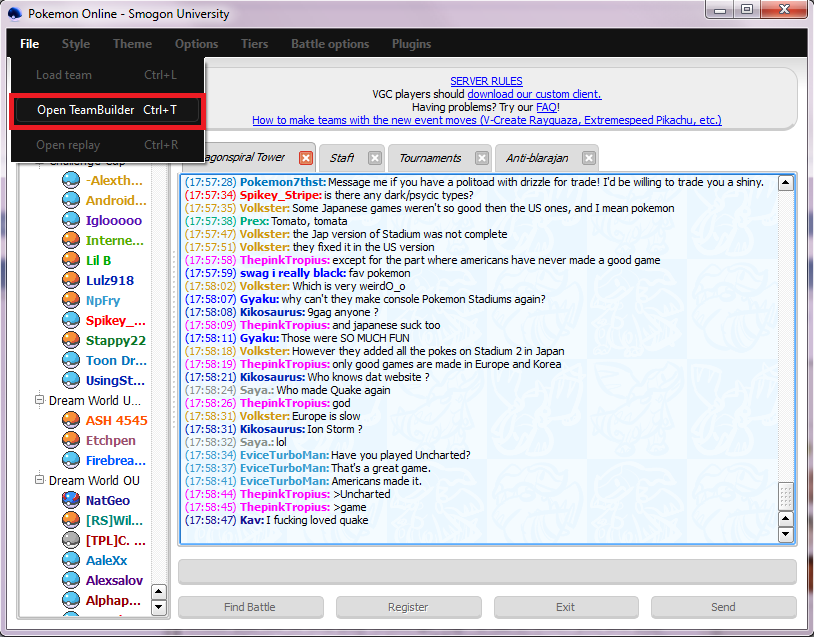 Pokemon Online - Smogon University
File Style Theme Options Tiers Battle options Plugins
Load team Ctrl+L
Open TeamBuilder Ctrl+T
Open replay Ctrl+R
SERVER RULES
VGC players should download our custom client.
Having problems? Try our FAQ!
How to make teams with the new event moves (V-Create Rayquaza, Extremespeed Pikachu, etc.)
agonspiral Tower Staff Tournaments Anti-blarajan
Challenge Cup
-Alexth...
Android...
Iglooooo
Interne...
Lil B
Lulz918
NpFry
Spikey_...
Stappy22
Toon Dr...
UsingSt...
Dream World U...
ASH 4545
Etchpen
Firebrea...
Dream World OU
NatGeo
[RS]Wil...
[TPL]C. ...
AaleXx
Alexsalov
Alphap...
(17:57:28) Pokemon7thst: Message me if you have a politoad with drizzle for trade! I'd be willing to trade you a shiny.
(17:57:34) Spikey_Stripe: is there any dark/psycic types?
(17:57:35) Volkster: Some Japanese games weren't so good then the US ones, and I mean pokemon
(17:57:38) Prex: Tomato, tomata
(17:57:47) Volkster: the Jap version of Stadium was not complete
(17:57:51) Volkster: they fixed it in the US version
(17:57:58) ThepinkTropius: except for the part where americans have never made a good game
(17:57:59) swag i really black: fav pokemon
(17:58:02) Volkster: Which is very weirdO_o
(17:58:07) Gyaku: why can't they make console Pokemon Stadiums again?
(17:58:08) Kikosaurus: 9gag anyone ?
(17:58:09) ThepinkTropius: and japanese suck too
(17:58:11) Gyaku: Those were SO MUCH FUN
(17:58:18) Volkster: However they added all the pokes on Stadium 2 in Japan
(17:58:19) ThepinkTropius: only good games are made in Europe and Korea
(17:58:21) Kikosaurus: Who knows dat website ?
(17:58:24) Saya.: Who made Quake again
(17:58:26) ThepinkTropius: god
(17:58:31) Volkster: Europe is slow
(17:58:31) Kikosaurus: Ion Storm ?
(17:58:32) Saya.: lol
(17:58:34) EviceTurboMan: Have you played Uncharted?
(17:58:37) EviceTurboMan: That's a great game.
(17:58:41) EviceTurboMan: Americans made it.
(17:58:44) ThepinkTropius: >Uncharted
(17:58:45) ThepinkTropius: >game
(17:58:47) Kav: I fucking loved quake
Find Battle Register Exit Send